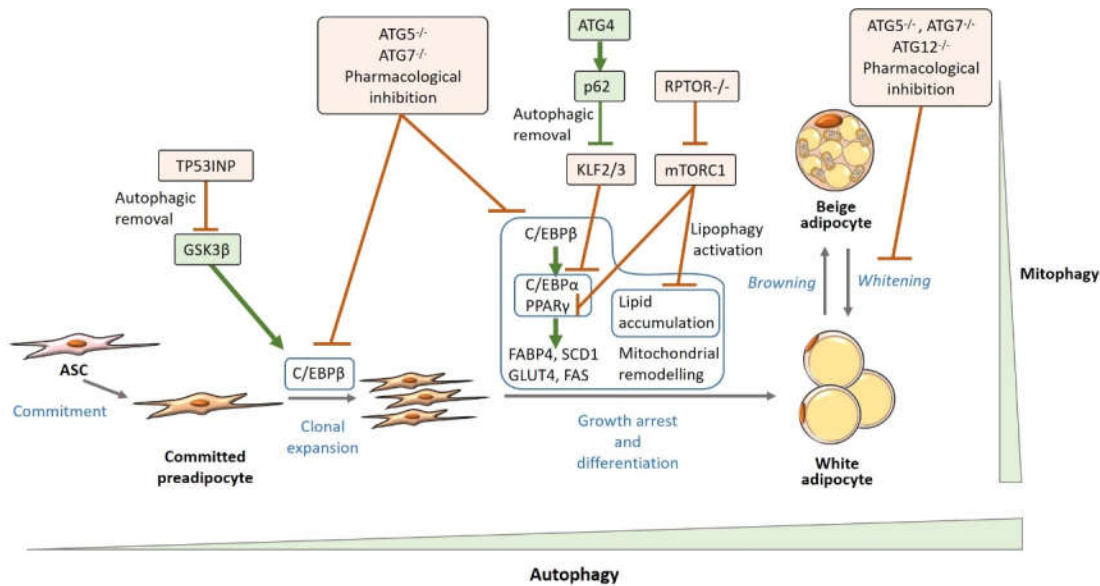 ATG5-/-
ATG7-/-
Pharmacological
inhibition
ATG4
p62
Autophagic
removal
KLF2/3
RPTOR-/-
mTORC1
ATG5-/-, ATG7-/-
ATG12-/-
Pharmacological
inhibition
TP53INP
Autophagic
removal
GSK3β
C/EBPβ
C/EBPα
PPARγ
FABP4, SCD1
GLUT4, FAS
Lipophagy
activation
Lipid
accumulation
Mitochondrial
remodelling
Beige
adipocyte
Browning
Whitening
Mitophagy
ASC
Commitment
Committed
preadipocyte
C/EBPβ
Clonal
expansion
Growth arrest
and
differentiation
White
adipocyte
Autophagy